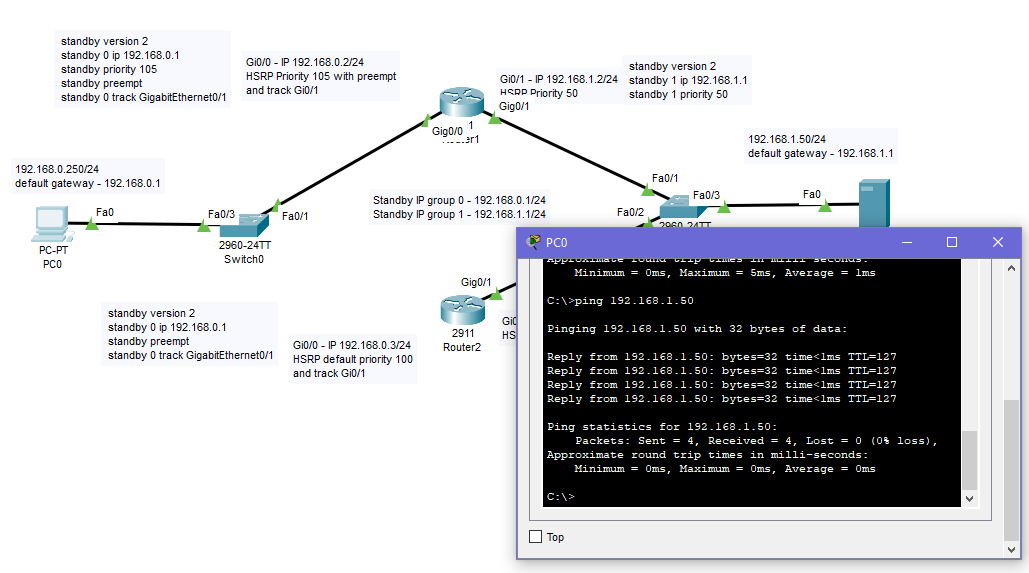 standby version 2
standby 0 ip 192.168.0.1
standby priority 105
standby preempt
standby 0 track GigabitEthernet0/1
Gi0/0 - IP 192.168.0.2/24
HSRP Priority 105 with preempt
and track Gi0/1
Gi0/1 - IP 192.168.1.2/24
HSRP Priority 50
standby version 2
standby 1 ip 192.168.1.1
standby 1 priority 50
Gig0/1
Gig0/0
192.168.1.50/24
default gateway - 192.168.1.1
192.168.0.250/24
default gateway - 192.168.0.1
Fa0
PC-PT
PC0
Fa0/3
Fa0/1
2960-24TT
Switch0
Standby IP group 0 - 192.168.0.1/24
Standby IP group 1 - 192.168.1.1/24
Fa0/1
Fa0/3
Fa0
Fa0/2
2960-24TT
Gig0/1
2911
Router2
standby version 2
standby 0 ip 192.168.0.1
standby preempt
standby 0 track GigabitEthernet0/1
Gi0/0 - IP 192.168.0.3/24
HSRP default priority 100
and track Gi0/1
PC0
Approximate round trip times in milli-seconds:
Minimum = 0ms, Maximum = 5ms, Average = 1ms
C:\>ping 192.168.1.50
Pinging 192.168.1.50 with 32 bytes of data:
Reply from 192.168.1.50: bytes=32 time<1ms TTL=127
Reply from 192.168.1.50: bytes=32 time<1ms TTL=127
Reply from 192.168.1.50: bytes=32 time<1ms TTL=127
Reply from 192.168.1.50: bytes=32 time<1ms TTL=127
Ping statistics for 192.168.1.50:
Packets: Sent = 4, Received = 4, Lost = 0 (0% loss),
Approximate round trip times in milli-seconds:
Minimum = 0ms, Maximum = 0ms, Average = 0ms
C:\>
Top